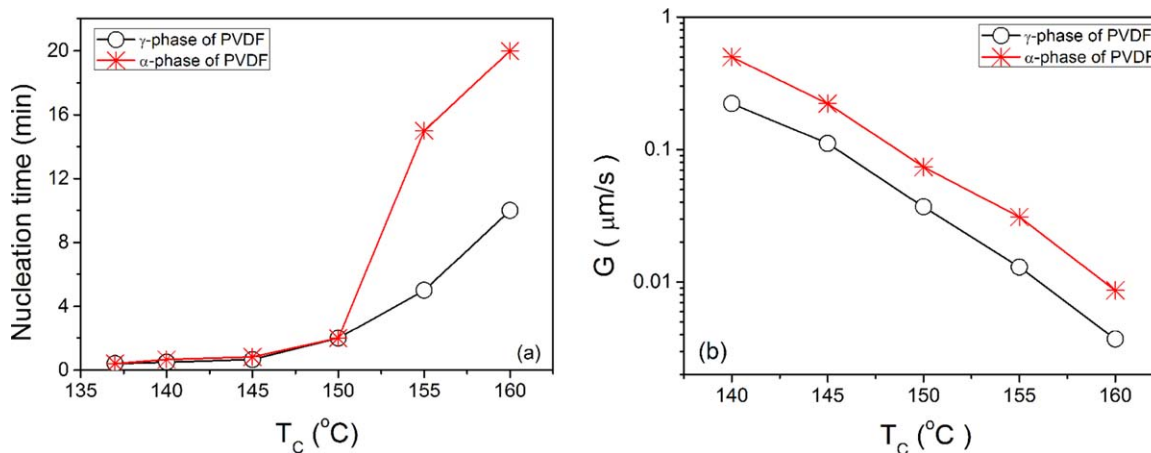 γ-phase of PVDF
α-phase of PVDF
Nucleation time (min)
20
16
12
8
4
0
135 140 145 150 155 160
T_C (°C)
(a)
γ-phase of PVDF
α-phase of PVDF
G ( μm/s )
1
0.1
0.01
140 145 150 155 160
T_C (°C )
(b)